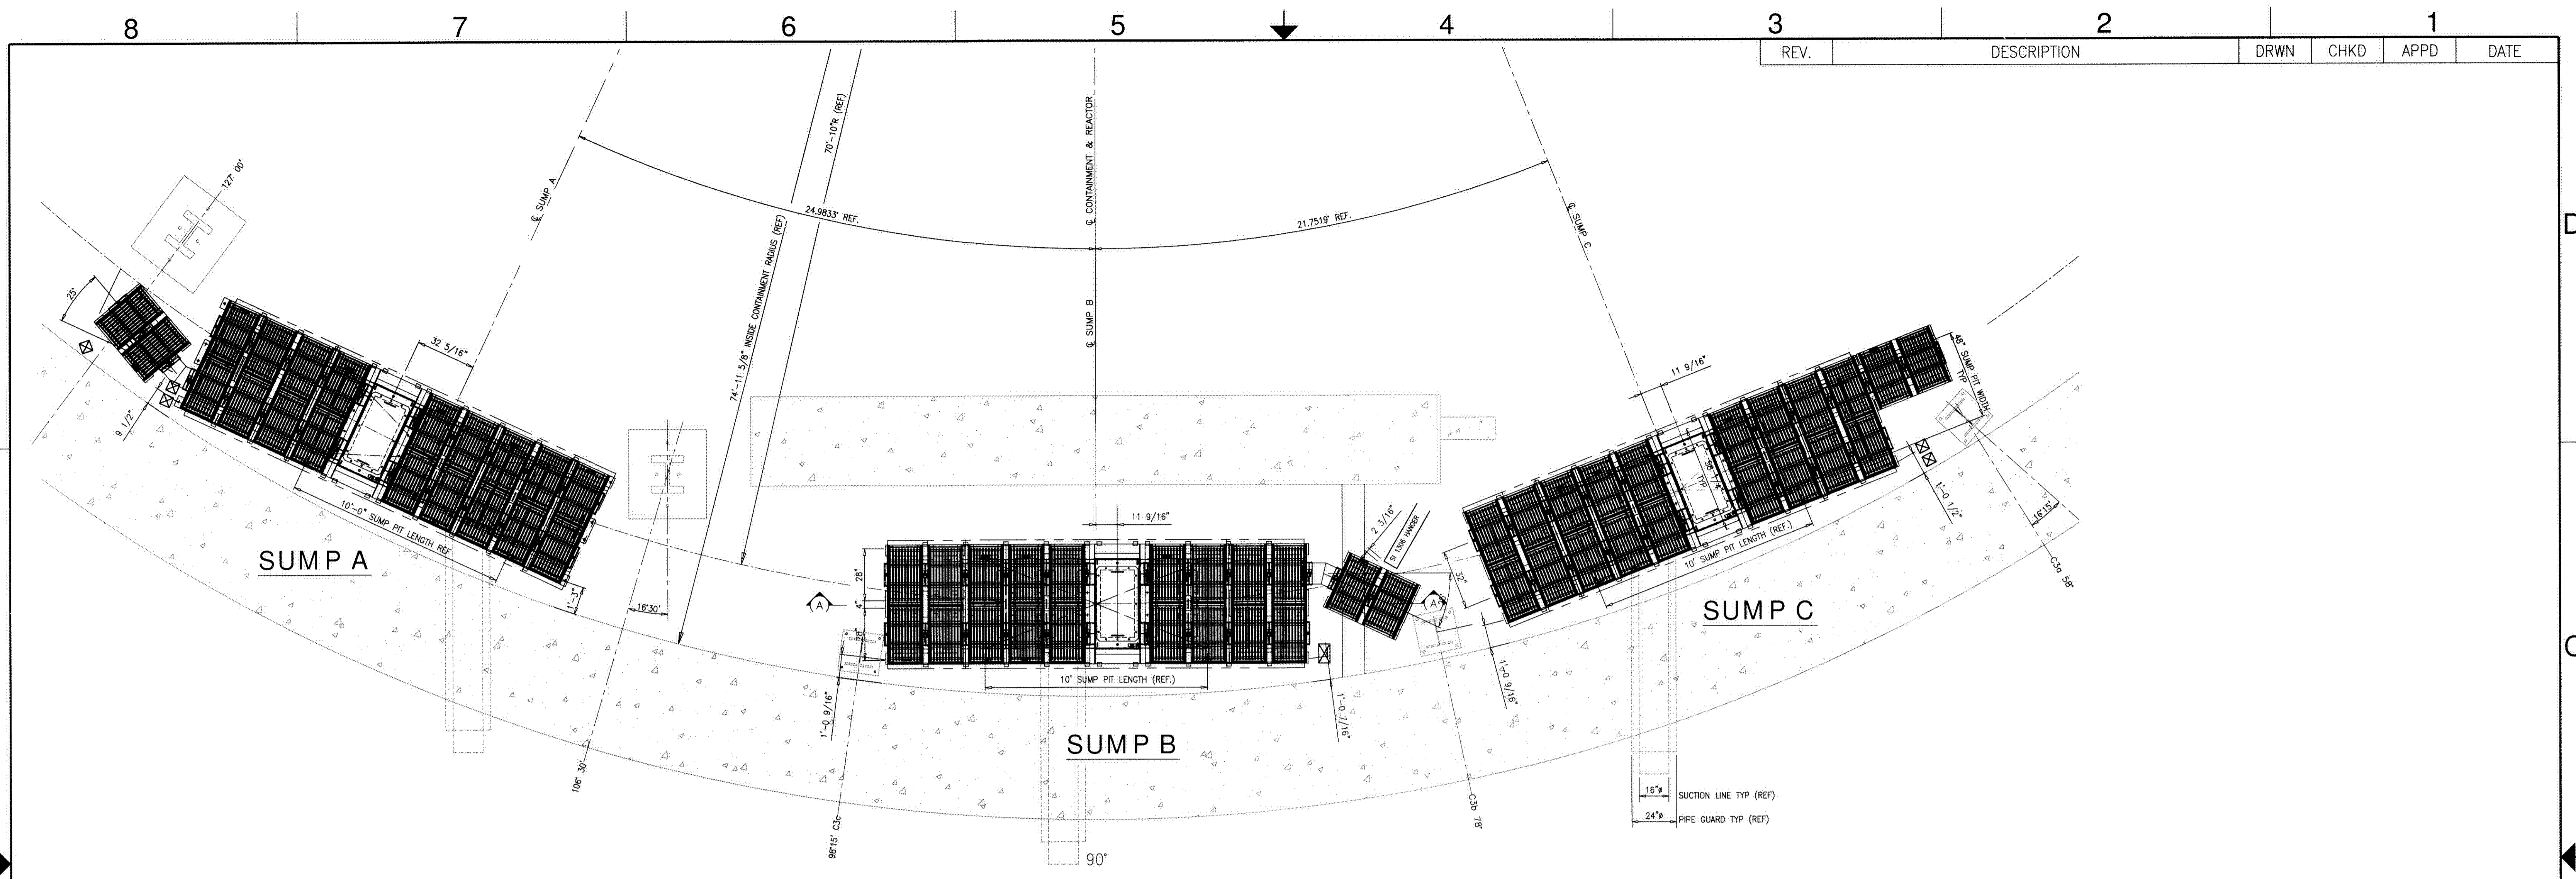 8 7 6 5 4 3 2 1
REV. DESCRIPTION DRWN CHKD APPD DATE
D
C
127° 00'
25°
9 1/2"
32 5/16"
℄ SUMP A
24.9833° REF.
74'-11 5/8" INSIDE CONTAINMENT RADIUS (REF)
70'-10"R (REF)
℄ CONTAINMENT & REACTOR
℄ SUMP B
21.7519° REF.
℄ SUMP C
11 9/16"
48" SUMP PIT WIDTH
TYP
10'-0" SUMP PIT LENGTH REF
SUMP A
1'-3"
16°30'
106° 30'
11 9/16"
28"
4"
28"
A
10' SUMP PIT LENGTH (REF.)
2 3/16"
SI 1306 HANGER
A
32"
1'-0 9/16"
98°15' C3c
SUMP B
1'-0 7/16"
90°
C3b 78°
1'-0 9/16"
38 1/4"
TYP
10' SUMP PIT LENGTH (REF.)
SUMP C
1'-0 1/2"
16°15'
C3a 58°
16"ø SUCTION LINE TYP (REF)
24"ø PIPE GUARD TYP (REF)